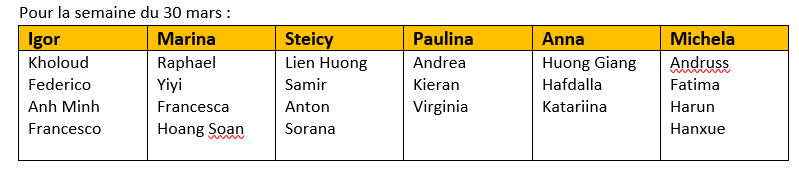 Pour la semaine du 30 mars :
Igor Marina Steicy Paulina Anna Michela
Kholoud Raphael Lien Huong Andrea Huong Giang Andruss
Federico Yiyi Samir Kieran Hafdalla Fatima
Anh Minh Francesca Anton Virginia Katariina Harun
Francesco Hoang Soan Sorana Hanxue